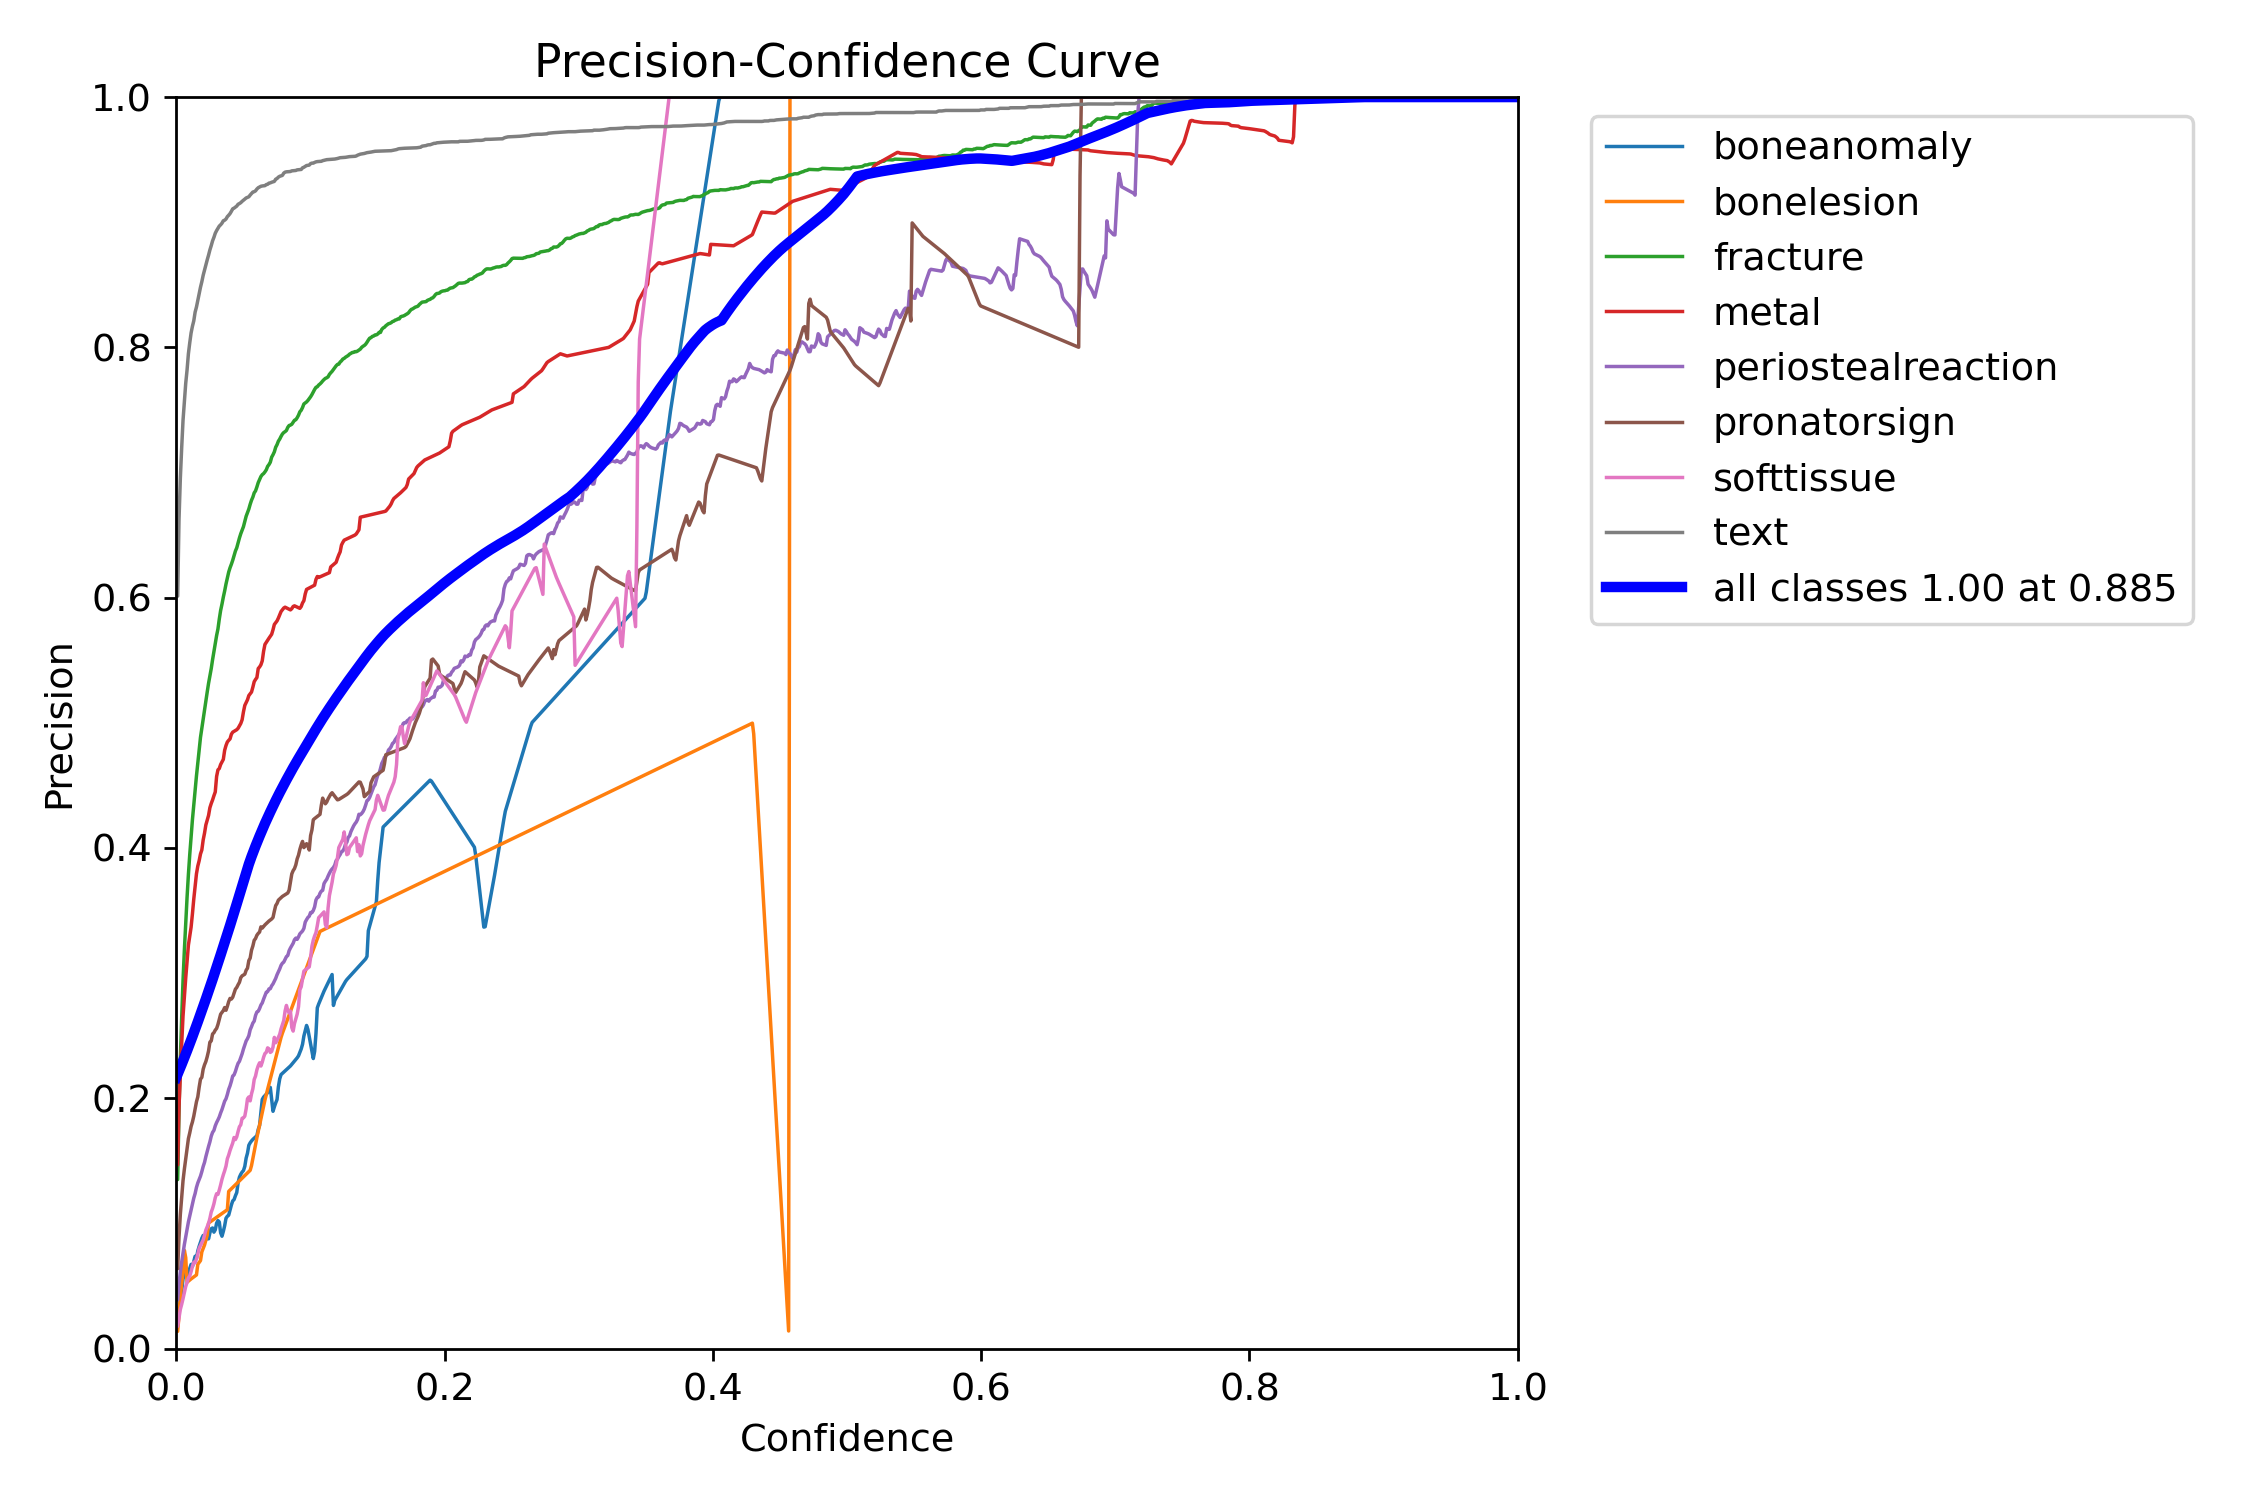 Precision-Confidence Curve
1.0
0.8
0.6
0.4
0.2
0.0
Precision
0.0 0.2 0.4 0.6 0.8 1.0
Confidence
boneanomaly
bonelesion
fracture
metal
periostealreaction
pronatorsign
softtissue
text
all classes 1.00 at 0.885